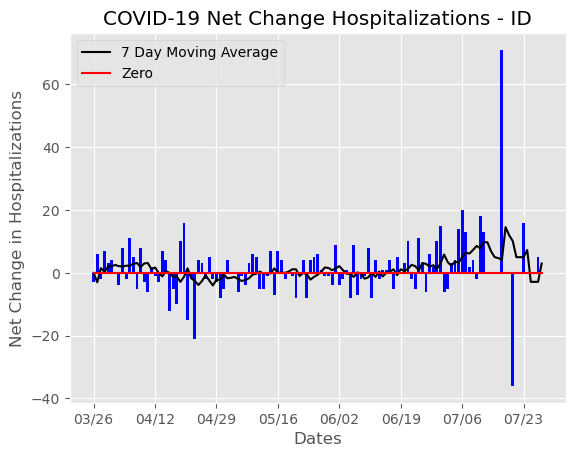 COVID-19 Net Change Hospitalizations - ID
7 Day Moving Average
Zero
Net Change in Hospitalizations
60
40
20
0
−20
−40
03/26 04/12 04/29 05/16 06/02 06/19 07/06 07/23
Dates